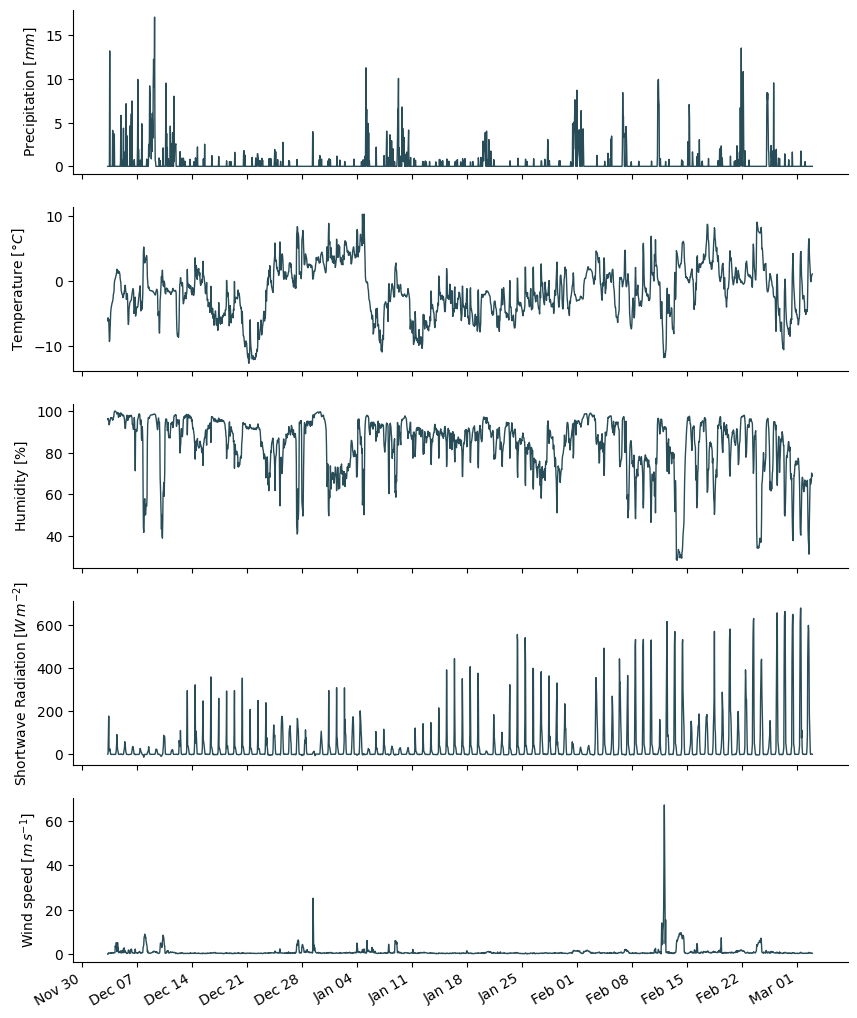 Precipitation [mm]
15
10
5
0
Temperature [°C]
10
0
−10
Humidity [%]
100
80
60
40
Shortwave Radiation [W m⁻²]
600
400
200
0
Wind speed [m s⁻¹]
60
40
20
0
Nov 30
Dec 07
Dec 14
Dec 21
Dec 28
Jan 04
Jan 11
Jan 18
Jan 25
Feb 01
Feb 08
Feb 15
Feb 22
Mar 01